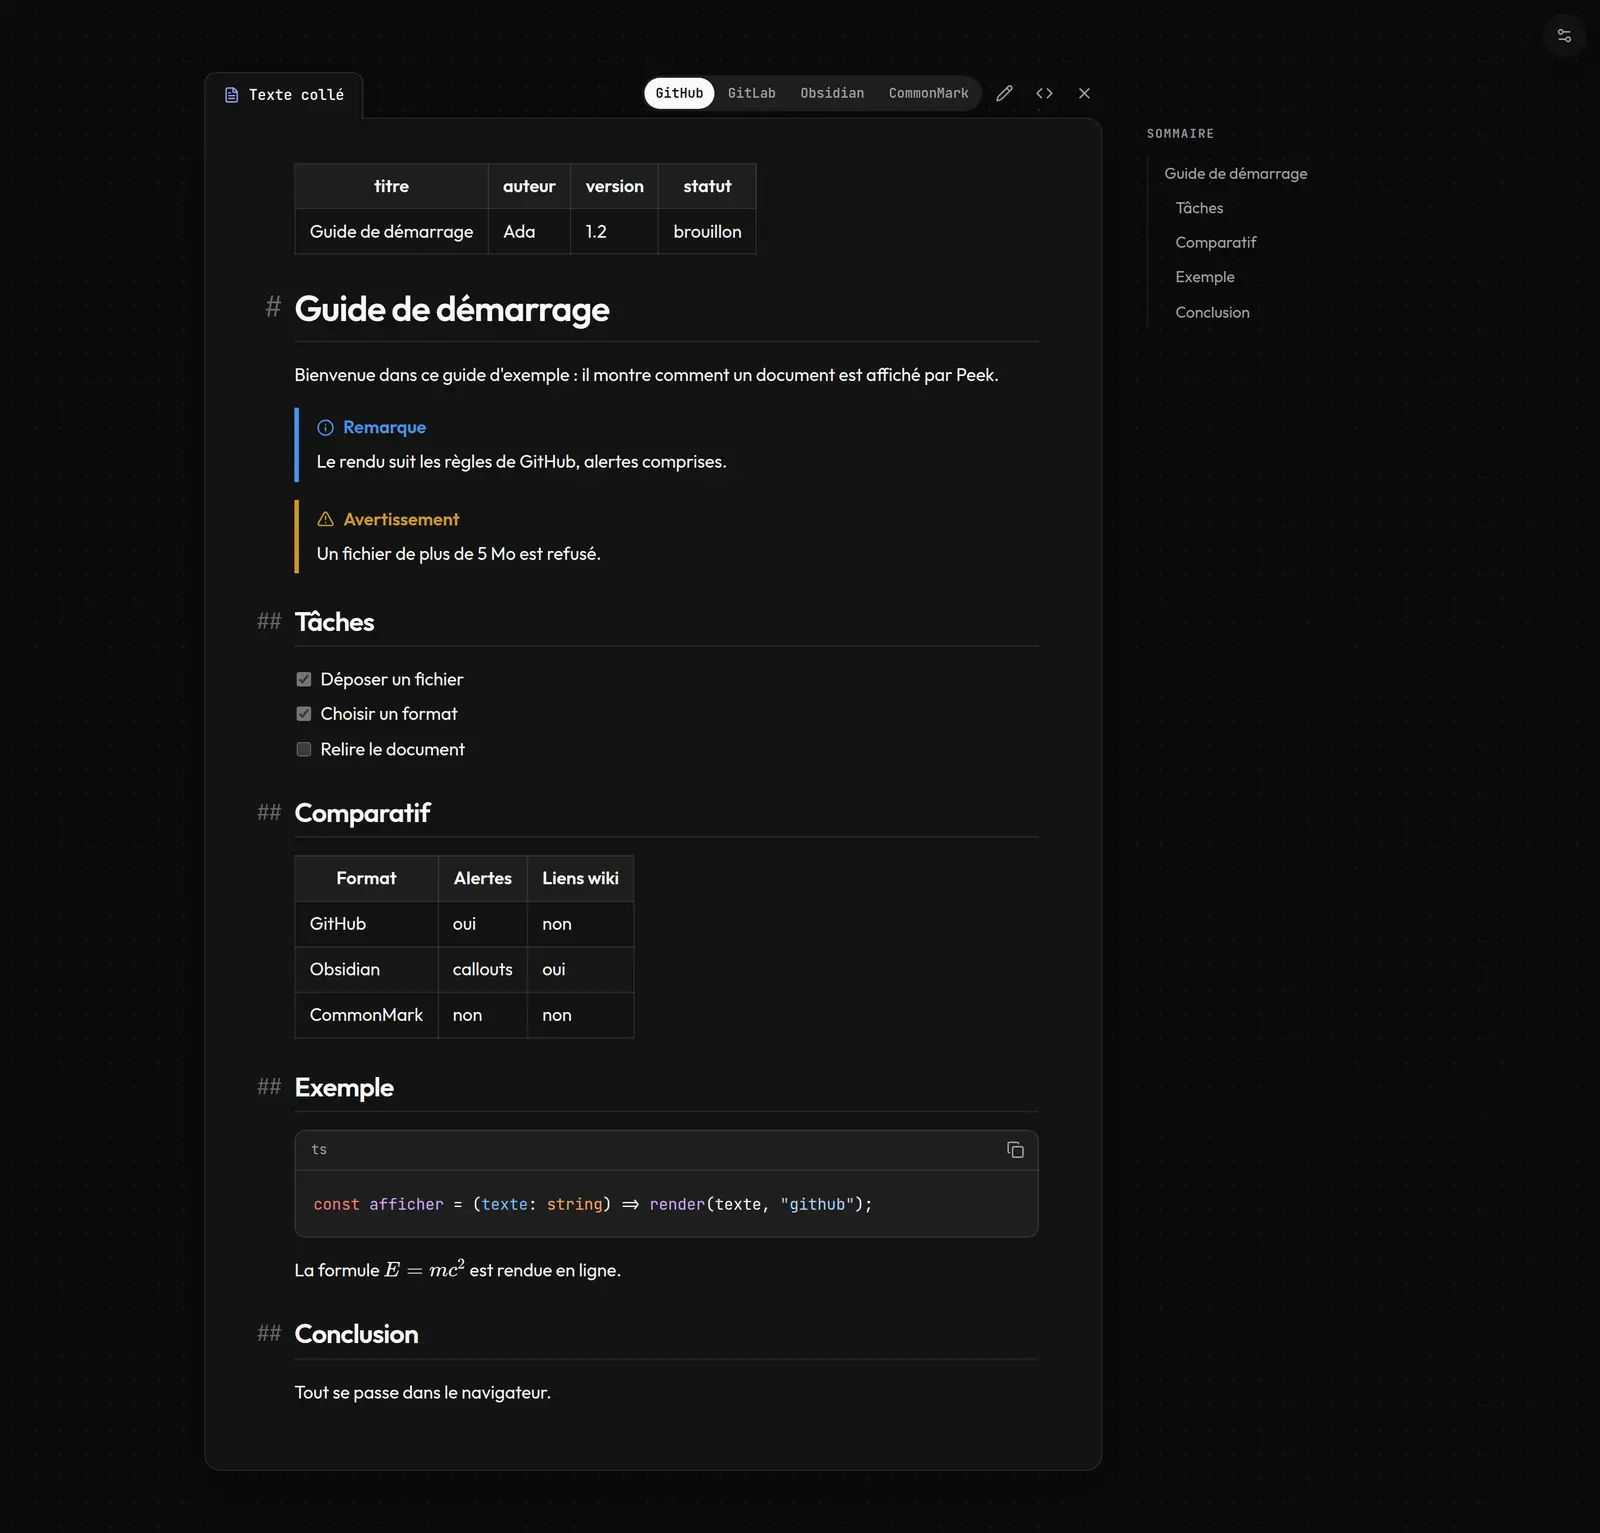 Texte collé
GitHub GitLab Obsidian CommonMark
SOMMAIRE
Guide de démarrage
Tâches
Comparatif
Exemple
Conclusion
titre auteur version statut
Guide de démarrage Ada 1.2 brouillon
# Guide de démarrage
Bienvenue dans ce guide d'exemple : il montre comment un document est affiché par Peek.
Remarque
Le rendu suit les règles de GitHub, alertes comprises.
Avertissement
Un fichier de plus de 5 Mo est refusé.
## Tâches
Déposer un fichier
Choisir un format
Relire le document
## Comparatif
Format Alertes Liens wiki
GitHub oui non
Obsidian callouts oui
CommonMark non non
## Exemple
ts
const afficher = (texte: string) => render(texte, "github");
La formule E = mc² est rendue en ligne.
## Conclusion
Tout se passe dans le navigateur.